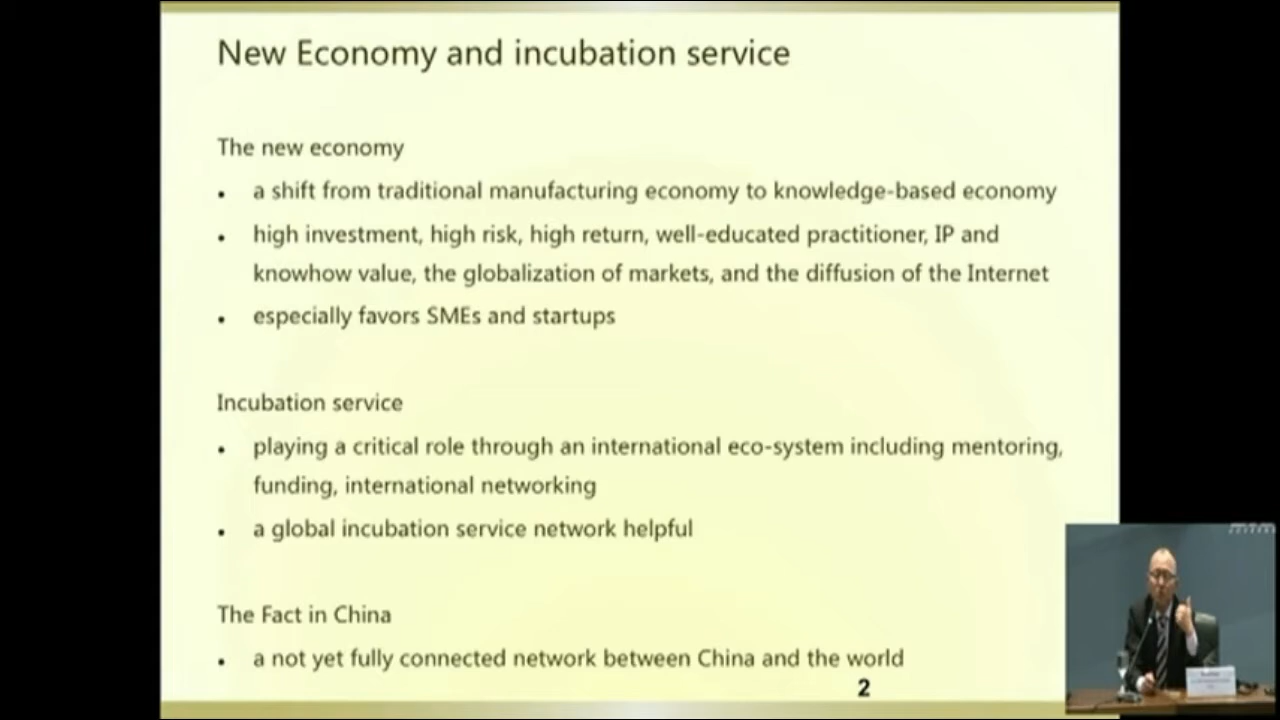 New Economy and incubation service
The new economy
• a shift from traditional manufacturing economy to knowledge-based economy
• high investment, high risk, high return, well-educated practitioner, IP and
knowhow value, the globalization of markets, and the diffusion of the Internet
• especially favors SMEs and startups
Incubation service
• playing a critical role through an international eco-system including mentoring,
funding, international networking
• a global incubation service network helpful
The Fact in China
• a not yet fully connected network between China and the world
2